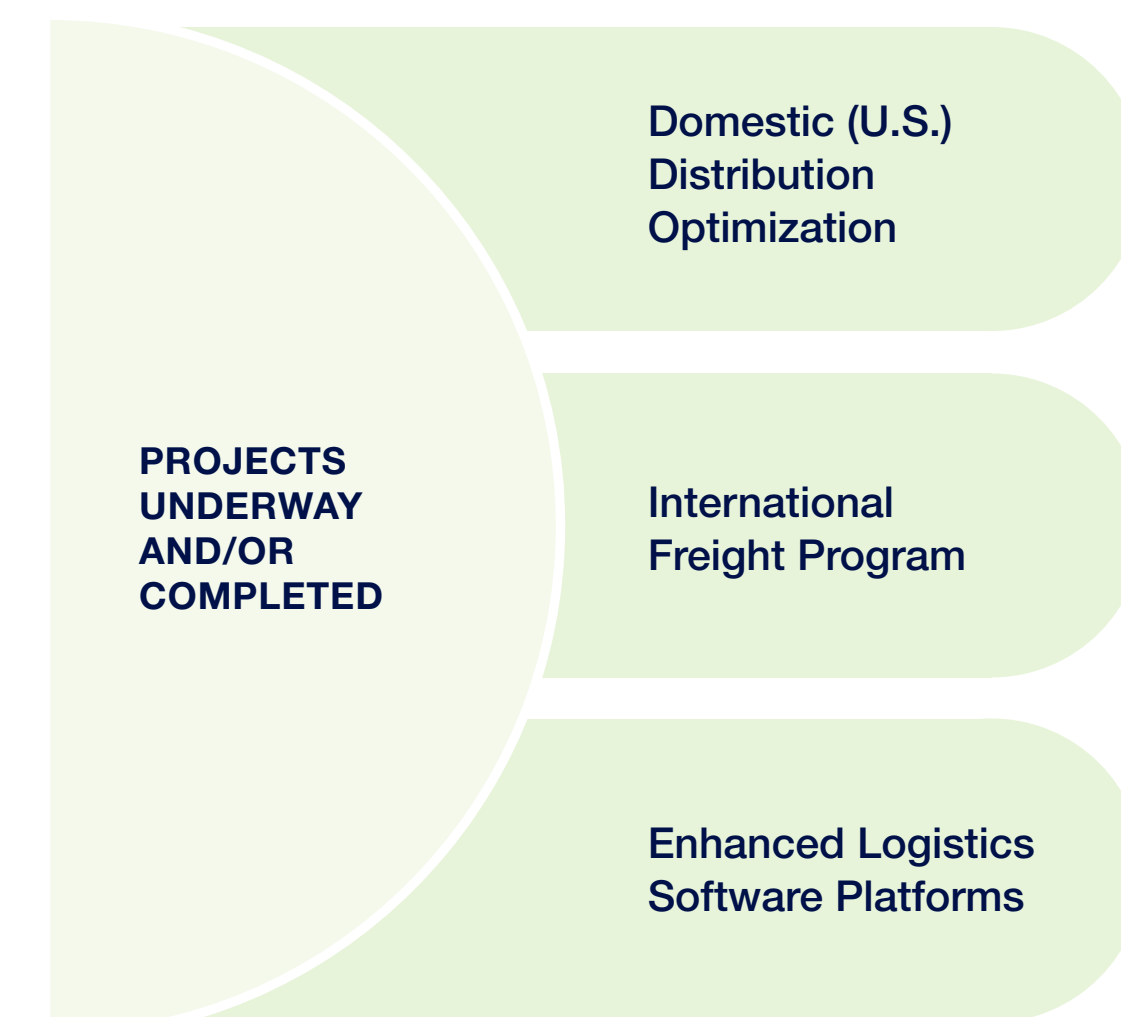 PROJECTS
UNDERWAY
AND/OR
COMPLETED
Domestic (U.S.)
Distribution
Optimization
International
Freight Program
Enhanced Logistics
Software Platforms